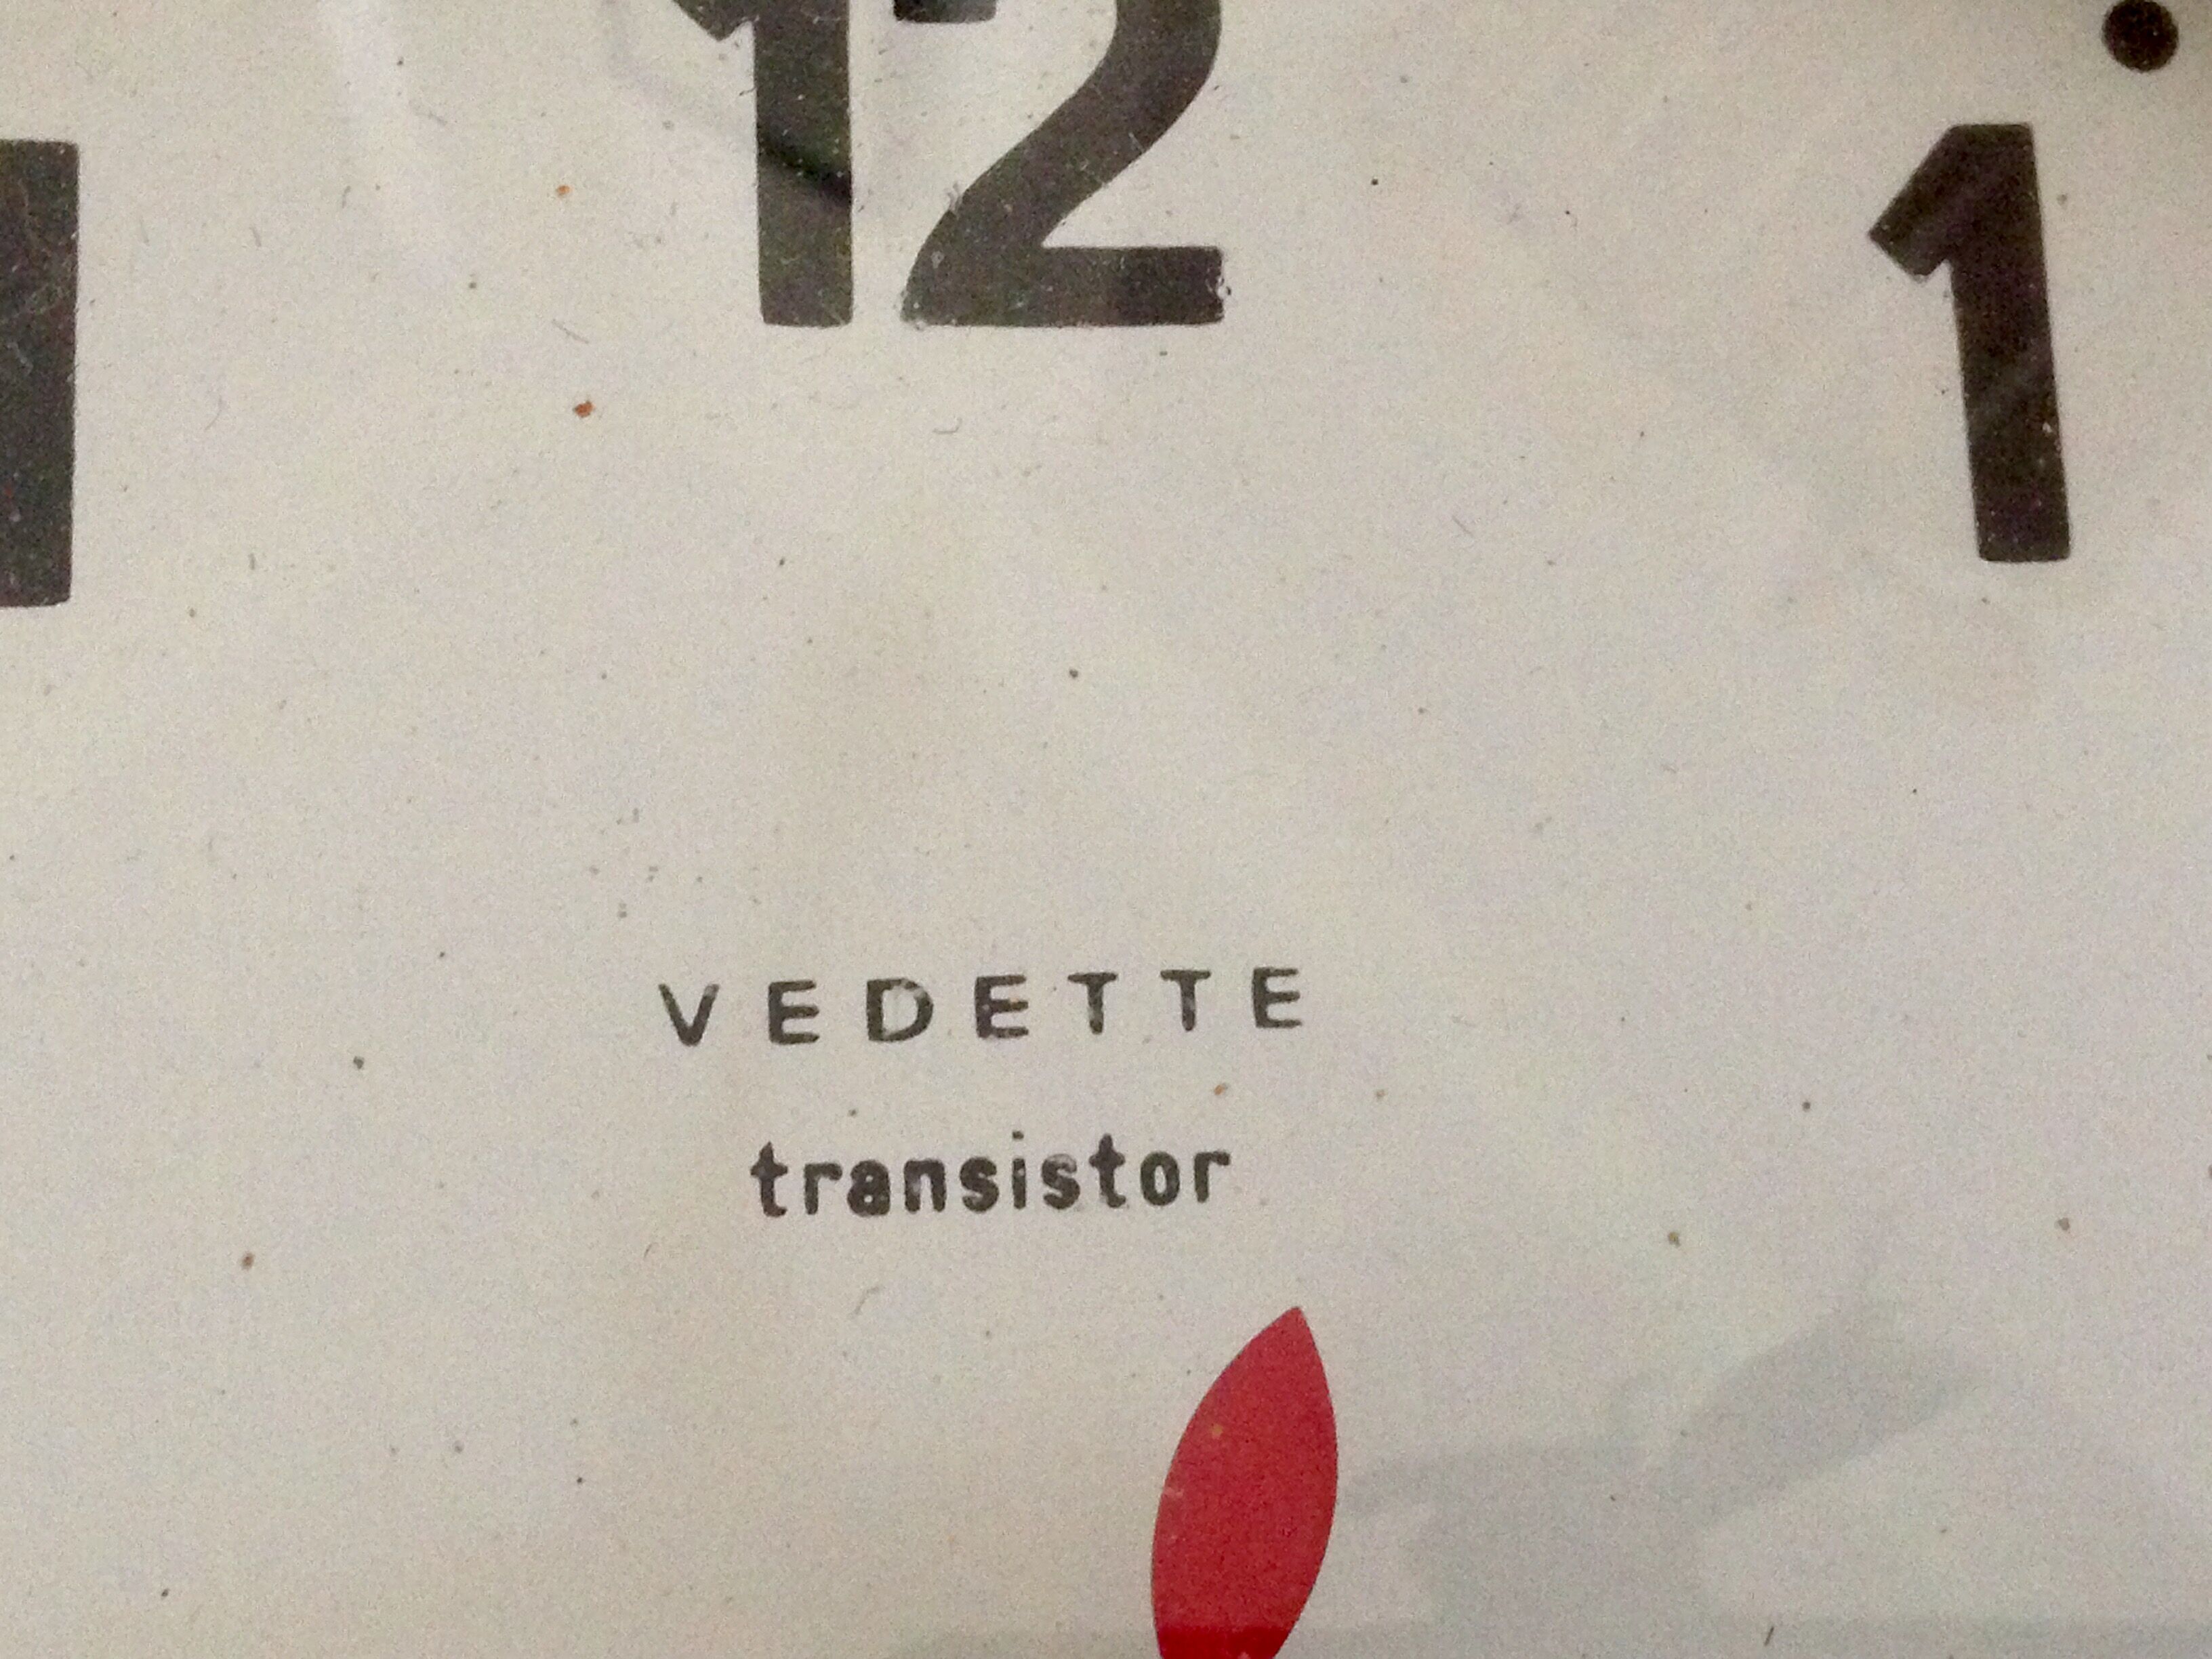 12
1
VEDETTE
transistor